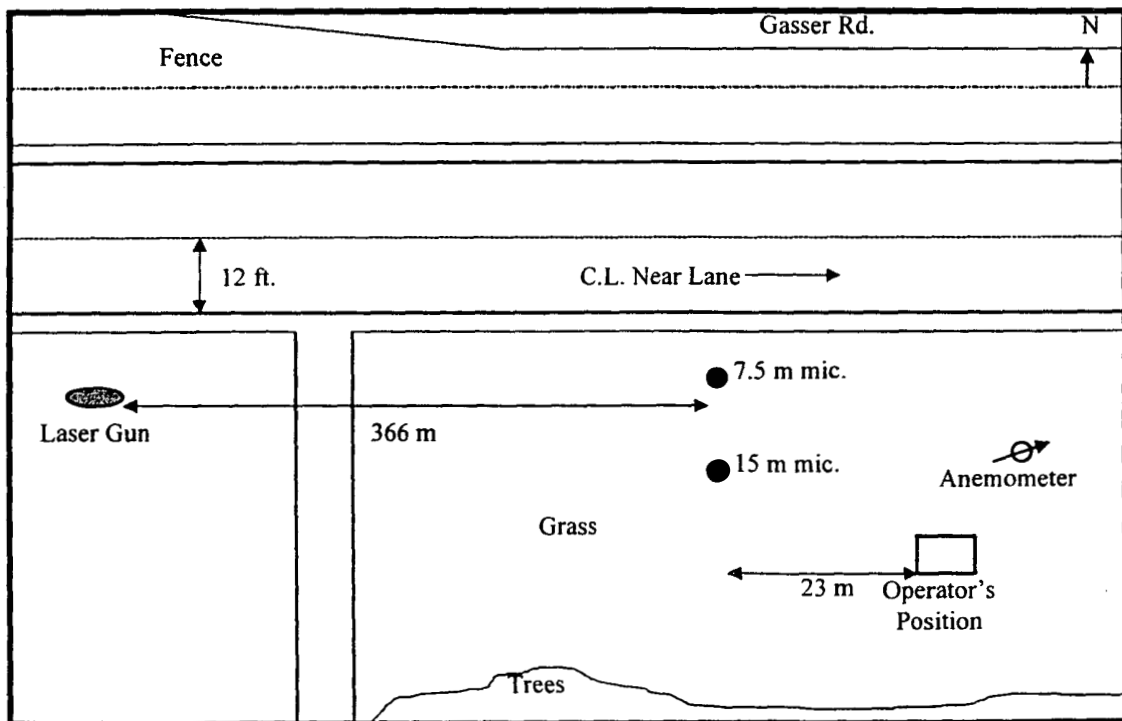 Gasser Rd.
N
Fence
12 ft.
C.L. Near Lane
7.5 m mic.
Laser Gun
366 m
15 m mic.
Anemometer
Grass
23 m
Operator's
Position
Trees